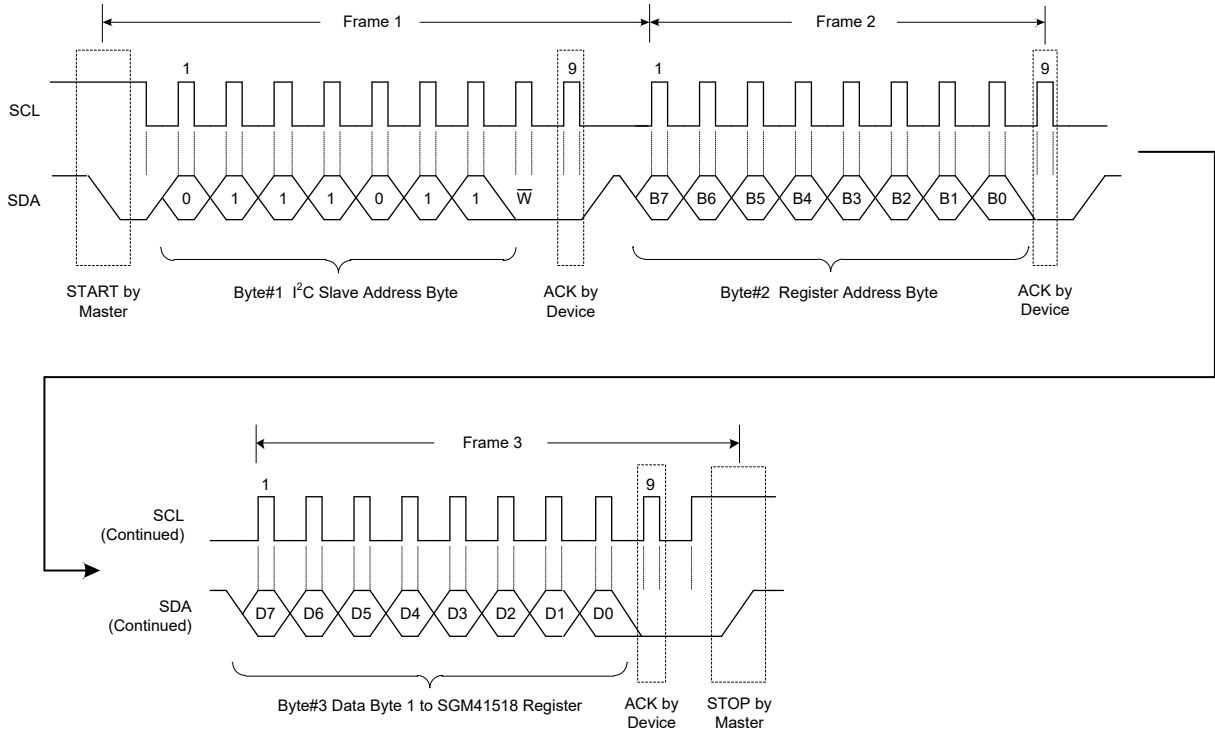 Frame 1 Frame 2
1 9 1 9
SCL
SDA 0 1 1 1 0 1 1 W̅ B7 B6 B5 B4 B3 B2 B1 B0
START by
Master
Byte#1 I²C Slave Address Byte
ACK by
Device
Byte#2 Register Address Byte
ACK by
Device
Frame 3
1 9
SCL
(Continued)
SDA
(Continued)
D7 D6 D5 D4 D3 D2 D1 D0
Byte#3 Data Byte 1 to SGM41518 Register
ACK by
Device
STOP by
Master